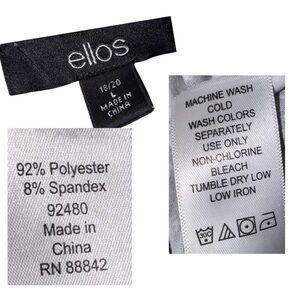 ellos
18/20
L
MADE IN
CHINA
92% Polyester
8% Spandex
92480
Made in
China
RN 88842
MACHINE WASH
COLD
WASH COLORS
SEPARATELY
USE ONLY
NON-CHLORINE
BLEACH
TUMBLE DRY LOW
LOW IRON
30C